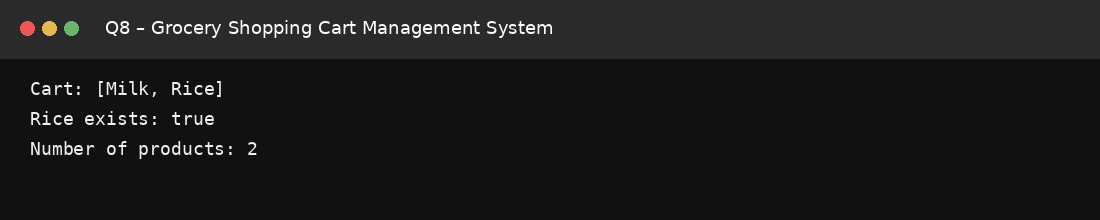 Q8 – Grocery Shopping Cart Management System
Cart: [Milk, Rice]
Rice exists: true
Number of products: 2